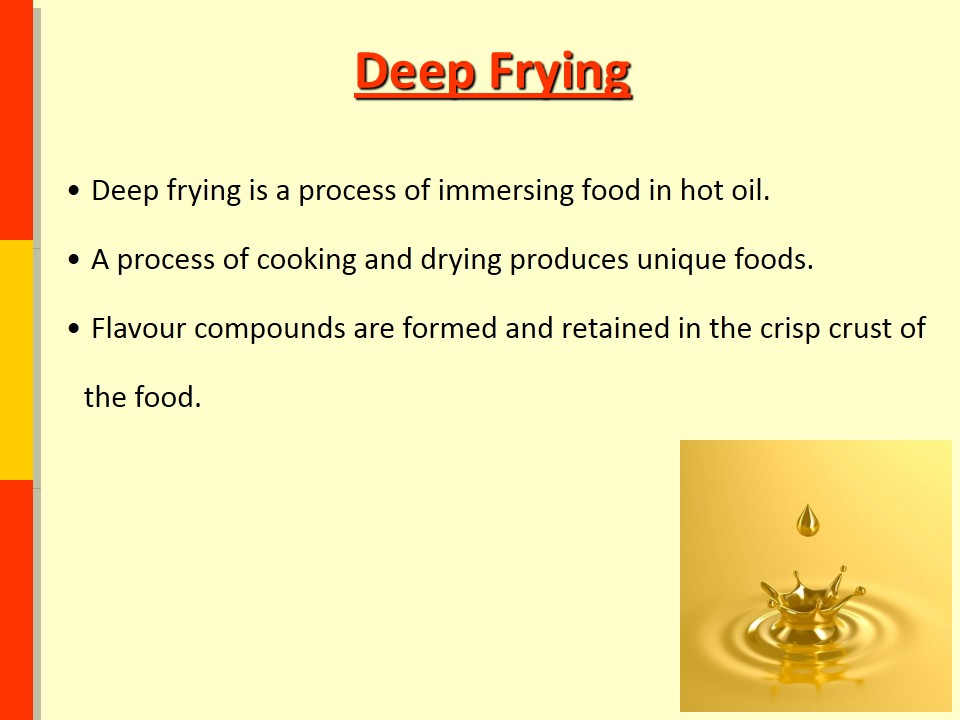 Deep Frying
• Deep frying is a process of immersing food in hot oil.
• A process of cooking and drying produces unique foods.
• Flavour compounds are formed and retained in the crisp crust of
the food.